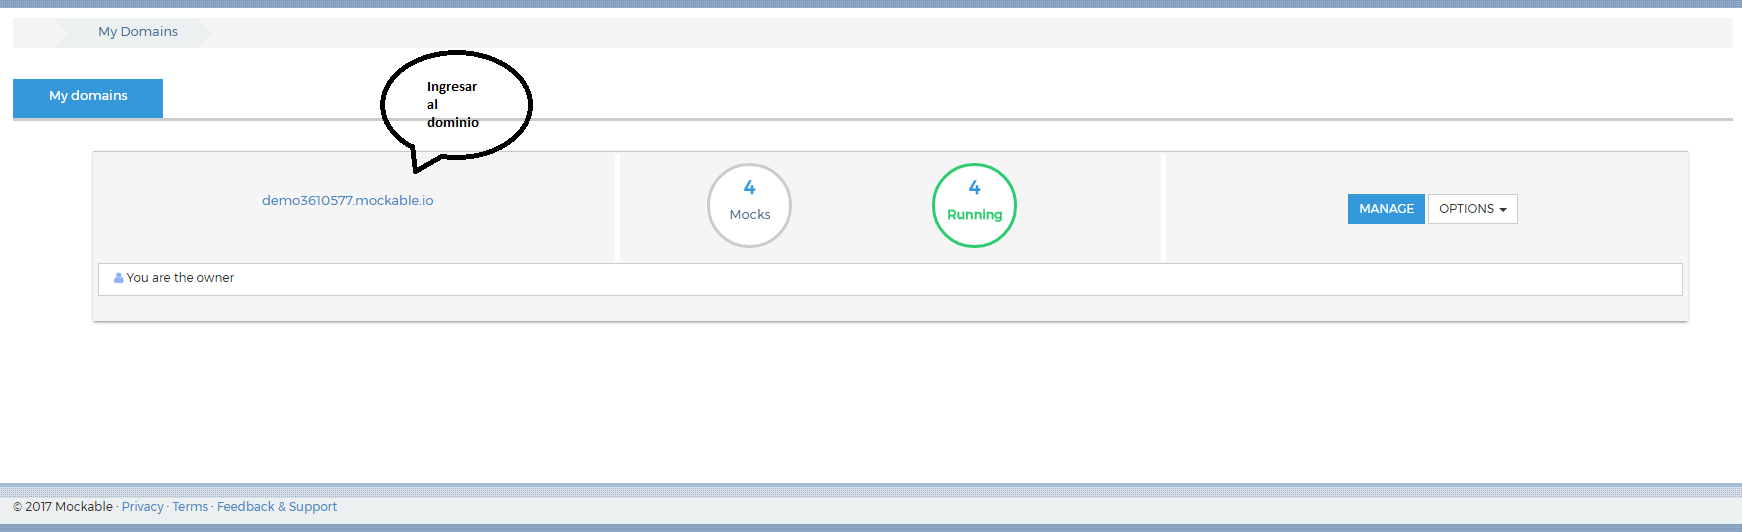 My Domains
My domains
Ingresar
al
dominio
demo3610577.mockable.io
4
Mocks
4
Running
MANAGE
OPTIONS
You are the owner
© 2017 Mockable · Privacy · Terms · Feedback & Support